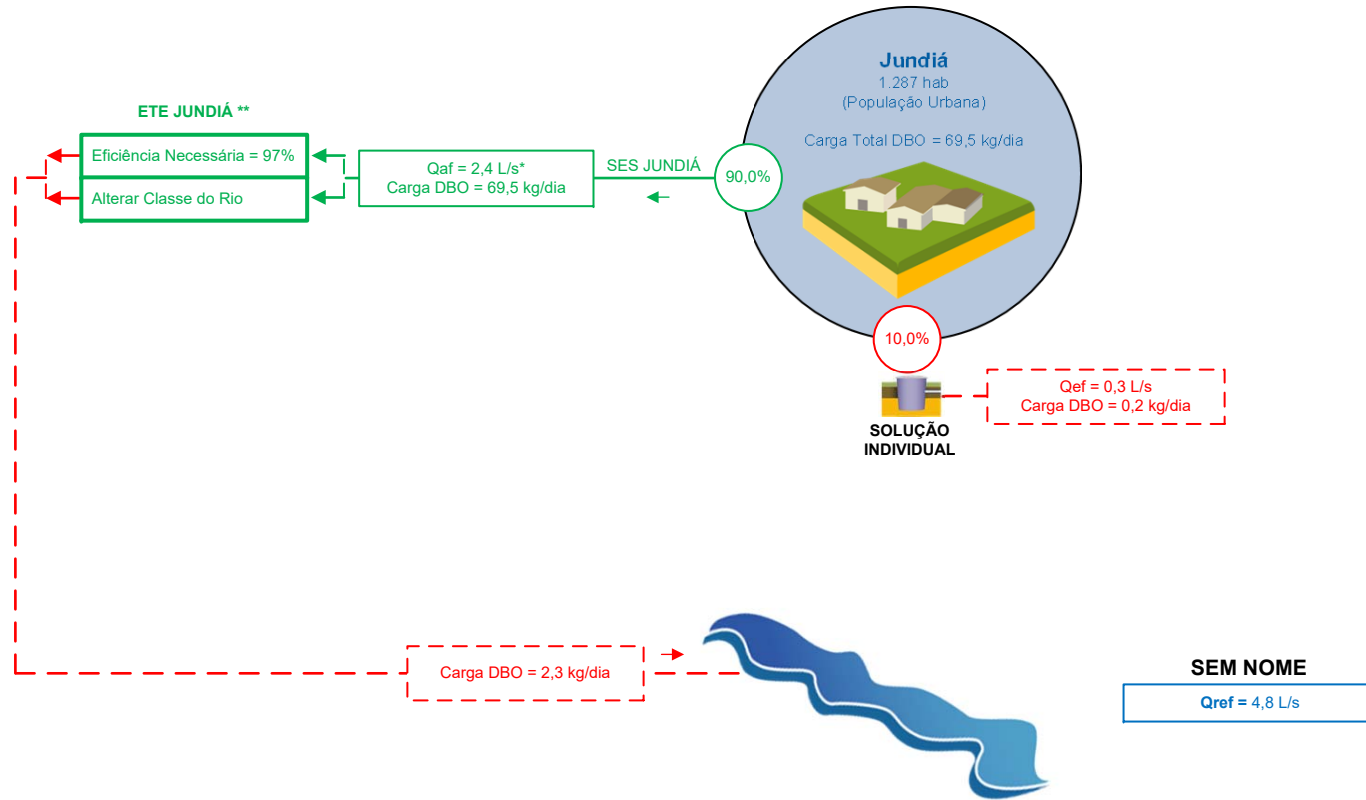 Jundiá
1.287 hab
(População Urbana)
Carga Total DBO = 69,5 kg/dia
ETE JUNDIÁ **
Eficiência Necessária = 97%
Alterar Classe do Rio
Qaf = 2,4 L/s*
Carga DBO = 69,5 kg/dia
SES JUNDIÁ
90,0%
10,0%
Qef = 0,3 L/s
Carga DBO = 0,2 kg/dia
SOLUÇÃO
INDIVIDUAL
Carga DBO = 2,3 kg/dia
SEM NOME
Qref = 4,8 L/s